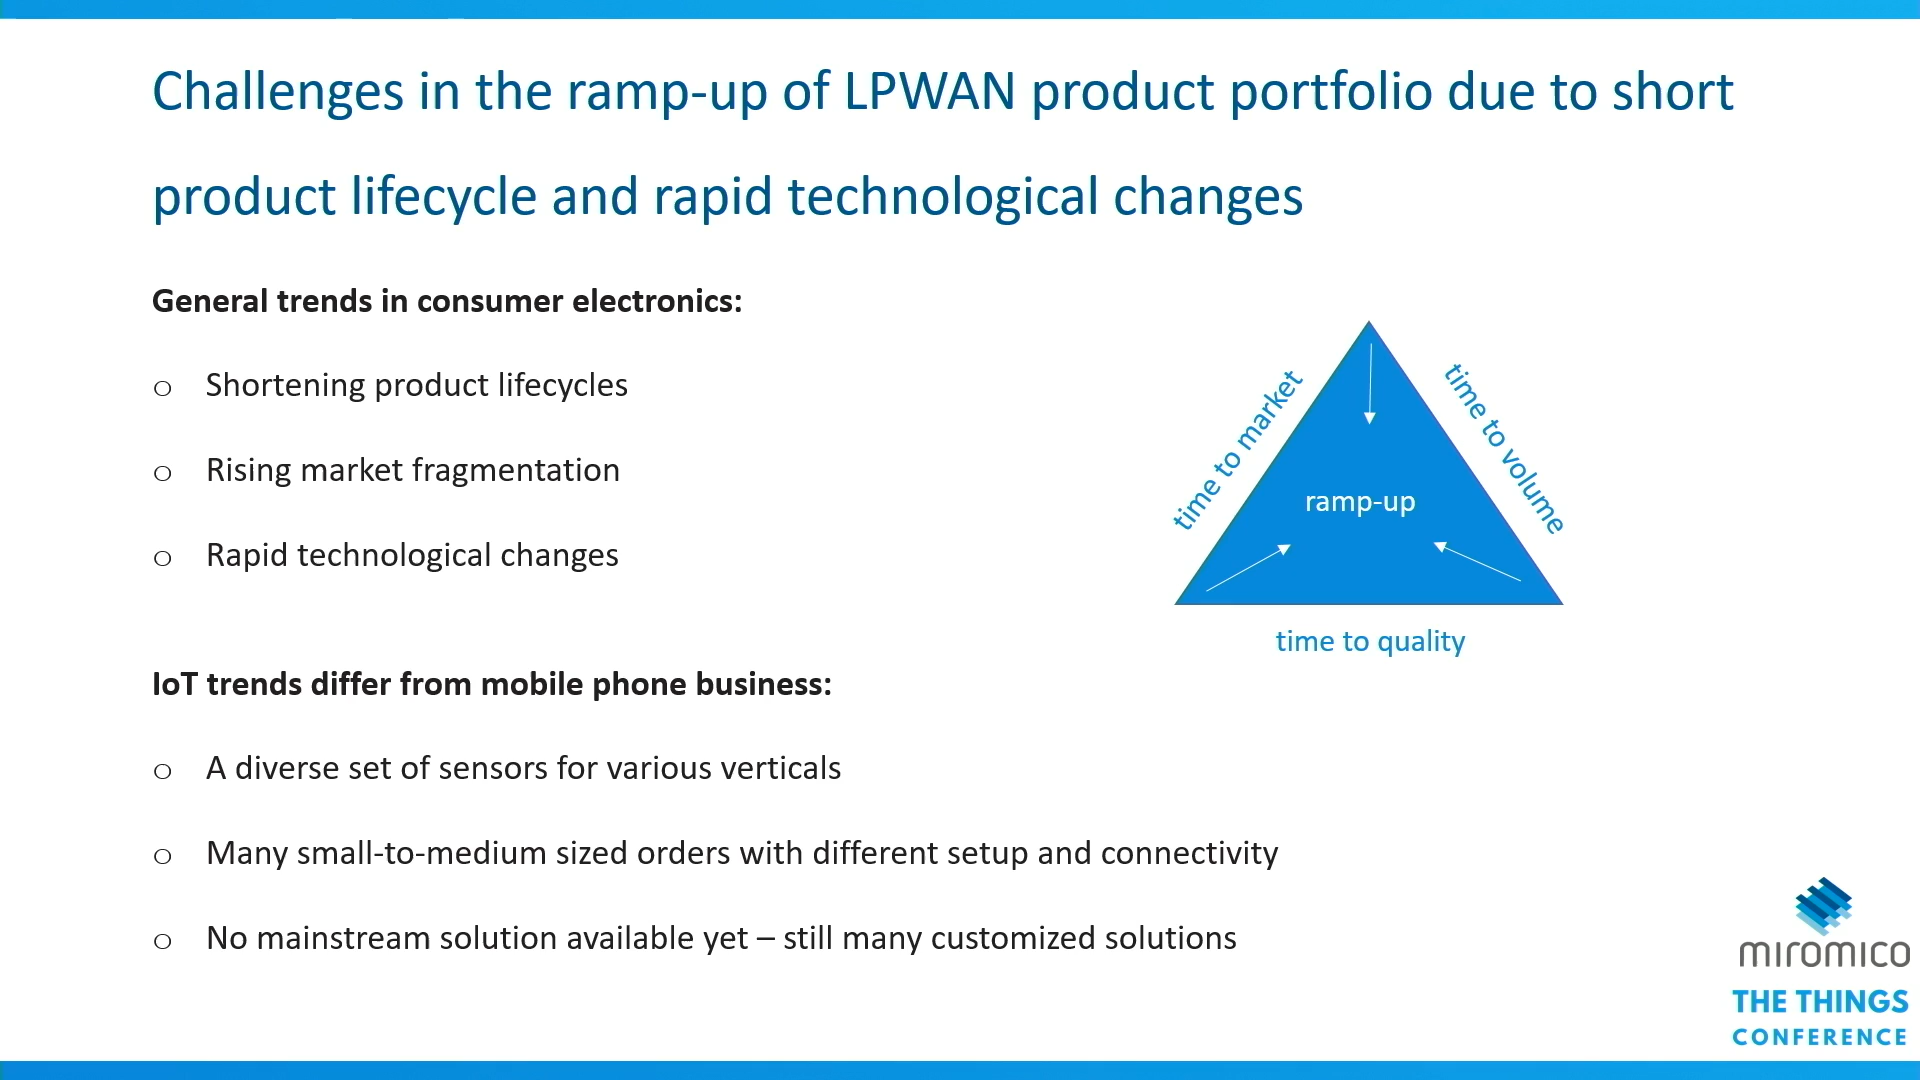 Challenges in the ramp-up of LPWAN product portfolio due to short
product lifecycle and rapid technological changes
General trends in consumer electronics:
o Shortening product lifecycles
o Rising market fragmentation
o Rapid technological changes
time to market
time to volume
ramp-up
time to quality
IoT trends differ from mobile phone business:
o A diverse set of sensors for various verticals
o Many small-to-medium sized orders with different setup and connectivity
o No mainstream solution available yet – still many customized solutions
miromico
THE THINGS
CONFERENCE